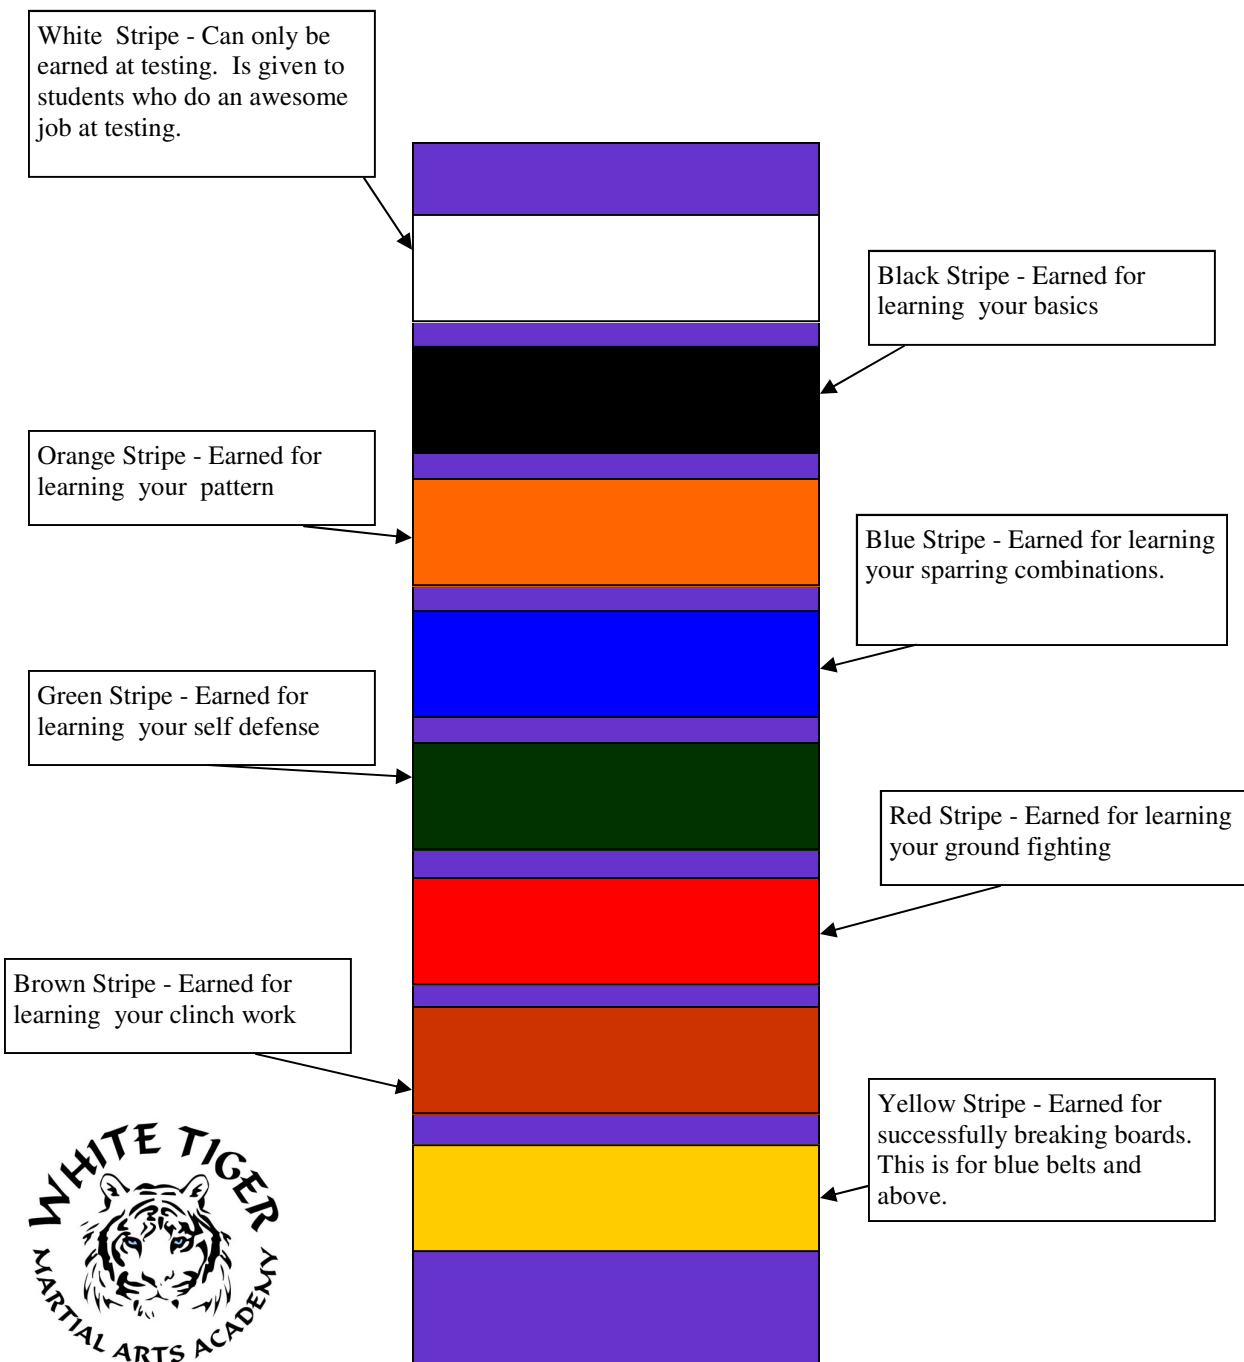 White  Stripe - Can only be
earned at testing.  Is given to
students who do an awesome
job at testing.
Black Stripe - Earned for
learning  your basics
Orange Stripe - Earned for
learning  your  pattern
Blue Stripe - Earned for learning
your sparring combinations.
Green Stripe - Earned for
learning  your self defense
Red Stripe - Earned for learning
your ground fighting
Brown Stripe - Earned for
learning  your clinch work
Yellow Stripe - Earned for
successfully breaking boards.
This is for blue belts and
above.
WHITE TIGER
MARTIAL ARTS ACADEMY